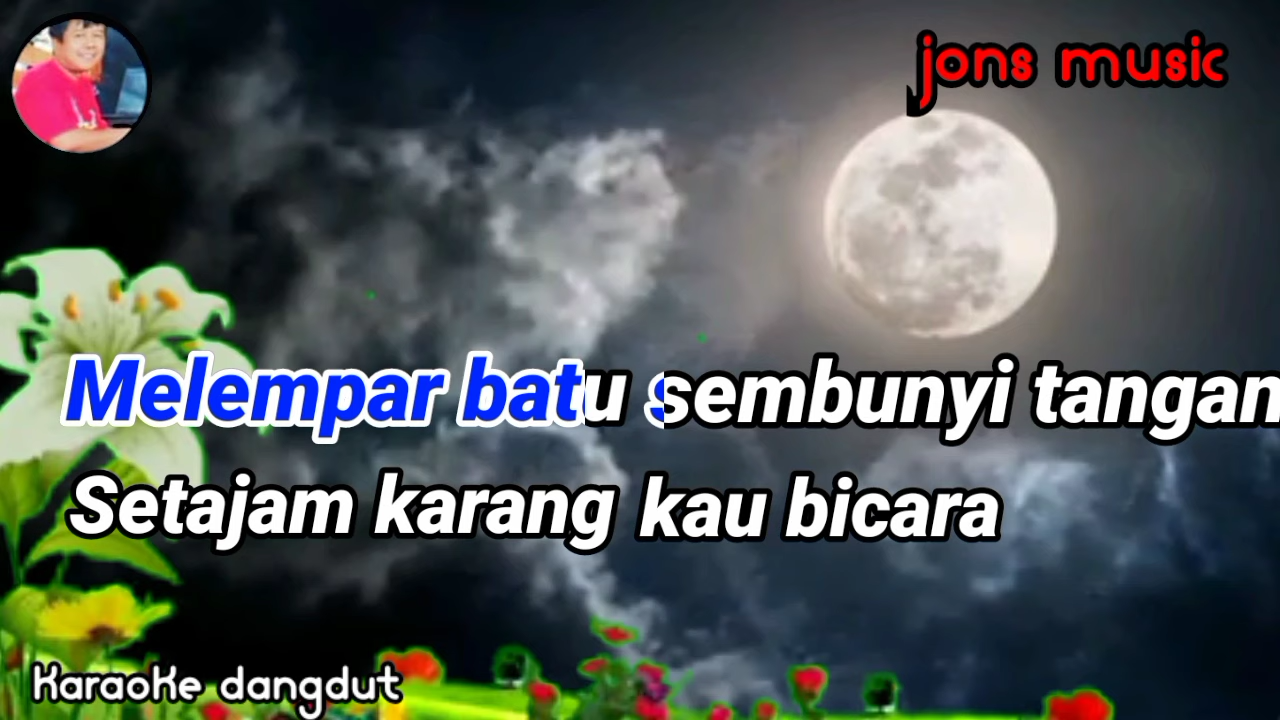 jons music
Melempar batu sembunyi tangan
Setajam karang kau bicara
Karaoke dangdut